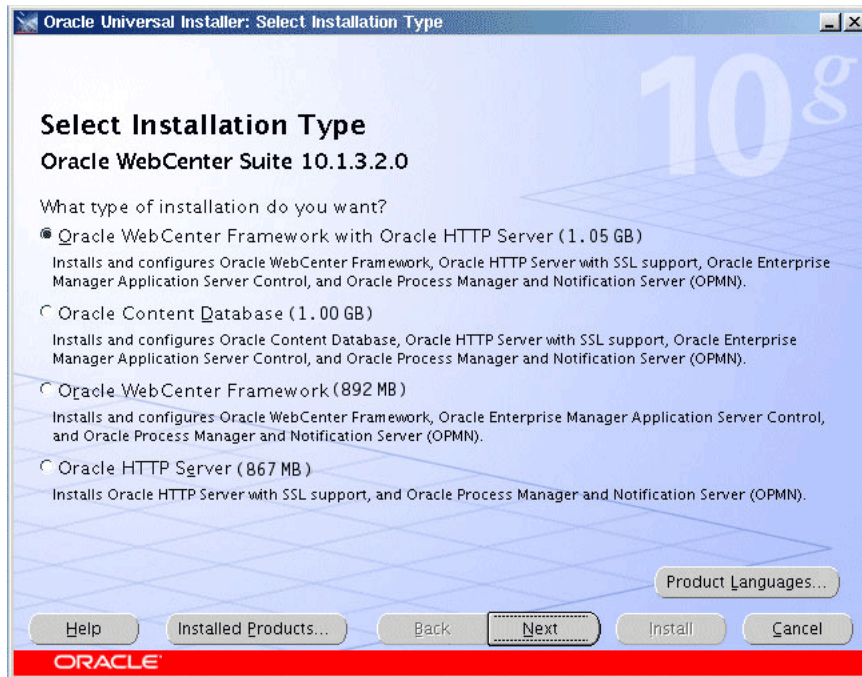 Oracle Universal Installer: Select Installation Type
10g
Select Installation Type
Oracle WebCenter Suite 10.1.3.2.0
What type of installation do you want?
Oracle WebCenter Framework with Oracle HTTP Server (1.05 GB)
Installs and configures Oracle WebCenter Framework, Oracle HTTP Server with SSL support, Oracle Enterprise
Manager Application Server Control, and Oracle Process Manager and Notification Server (OPMN).
Oracle Content Database (1.00 GB)
Installs and configures Oracle Content Database, Oracle HTTP Server with SSL support, Oracle Enterprise
Manager Application Server Control, and Oracle Process Manager and Notification Server (OPMN).
Oracle WebCenter Framework (892 MB)
Installs and configures Oracle WebCenter Framework, Oracle Enterprise Manager Application Server Control,
and Oracle Process Manager and Notification Server (OPMN).
Oracle HTTP Server (867 MB)
Installs Oracle HTTP Server with SSL support, and Oracle Process Manager and Notification Server (OPMN).
Product Languages...
Help Installed Products... Back Next Install Cancel
ORACLE